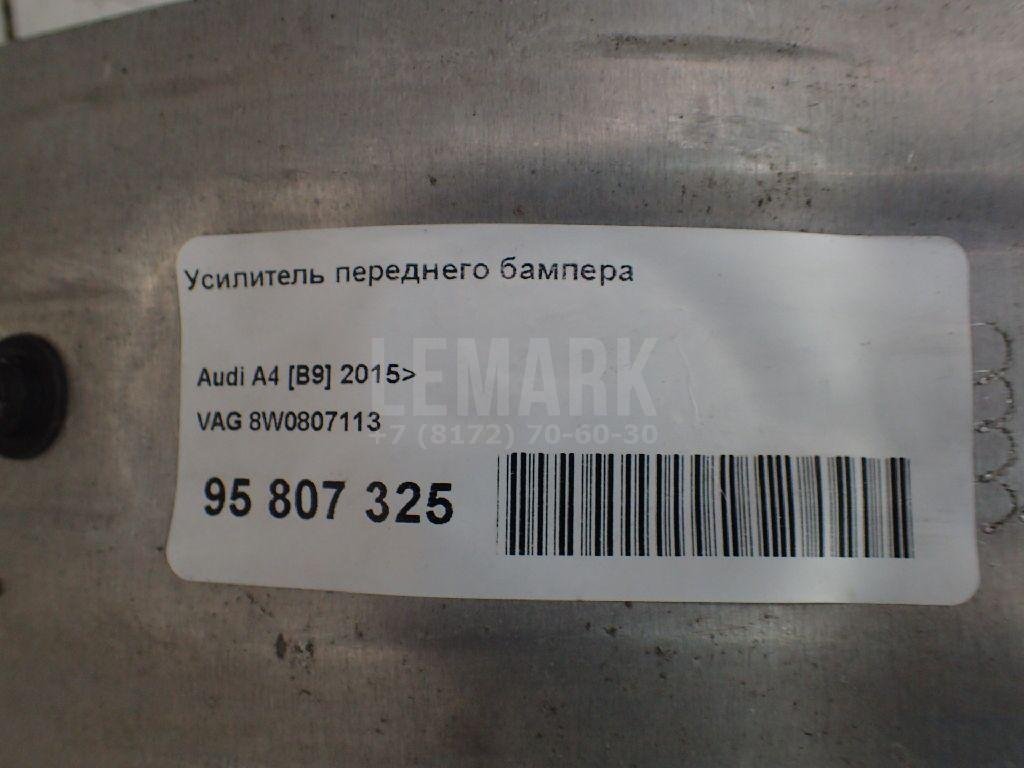 Усилитель переднего бампера
LEMARK
Audi A4 [B9] 2015>
VAG 8W0807113
+7 (8172) 70-60-30
95 807 325